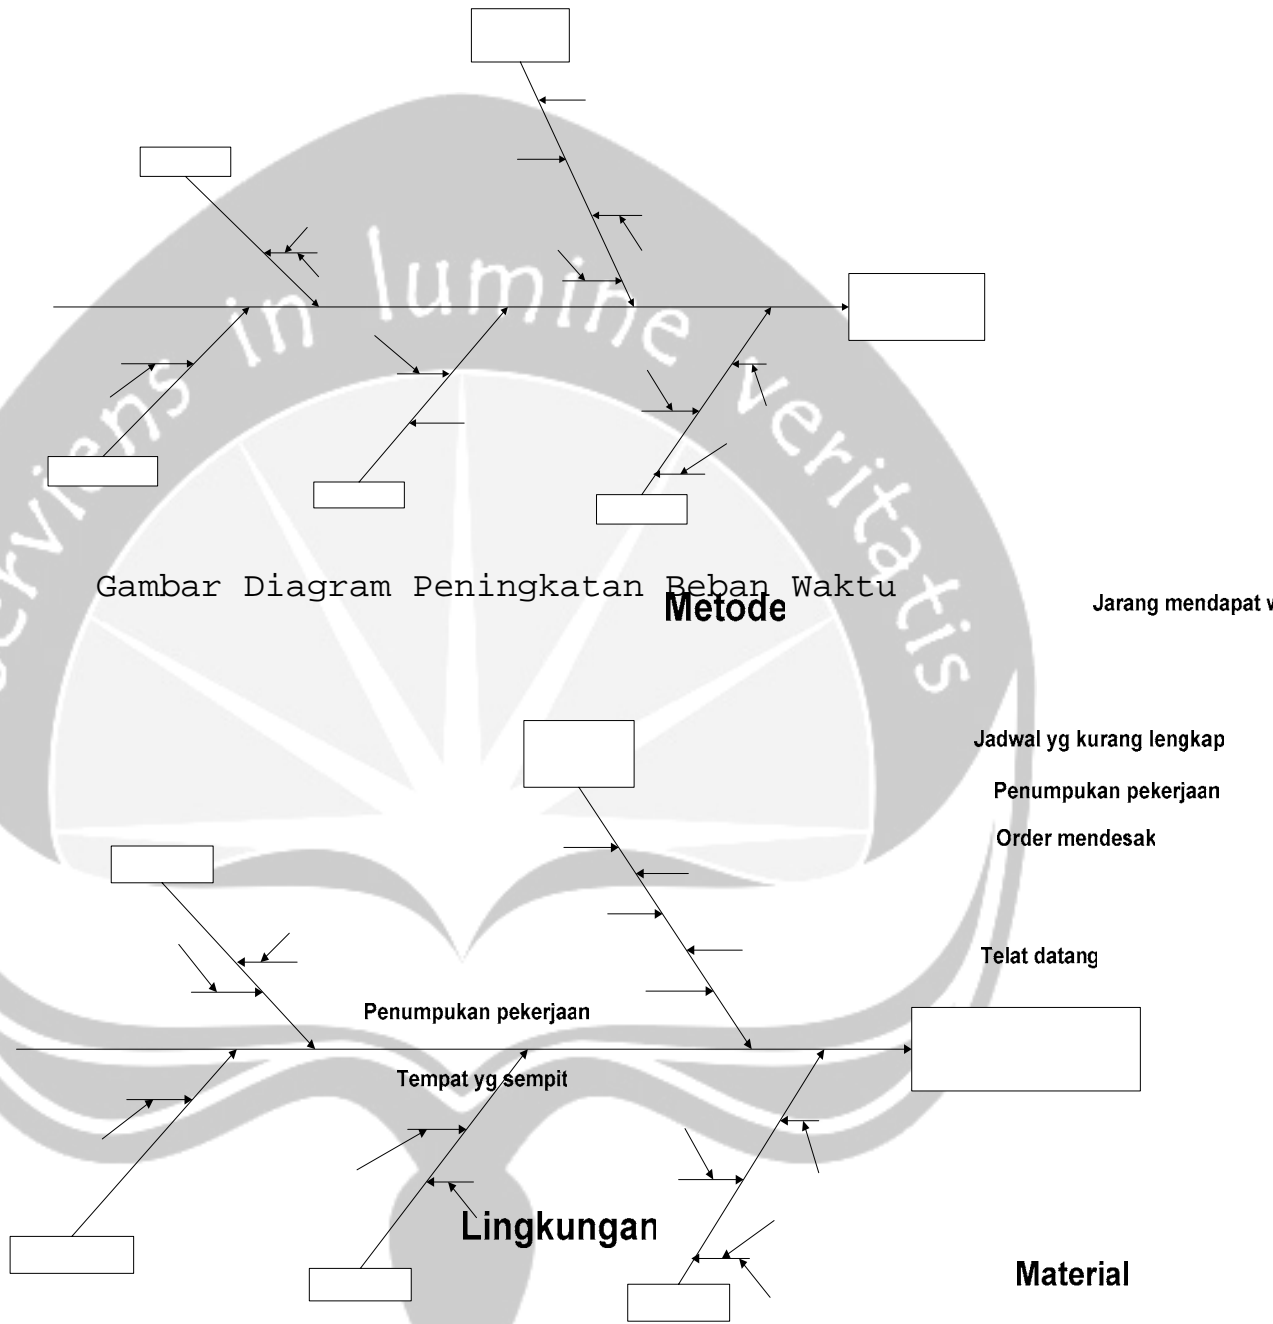 serviens in lumine veritatis
Gambar Diagram Peningkatan Beban Waktu
Metode
Jarang mendapat
Jadwal yg kurang lengkap
Penumpukan pekerjaan
Order mendesak
Telat datang
Penumpukan pekerjaan
Tempat yg sempit
Lingkungan
Material